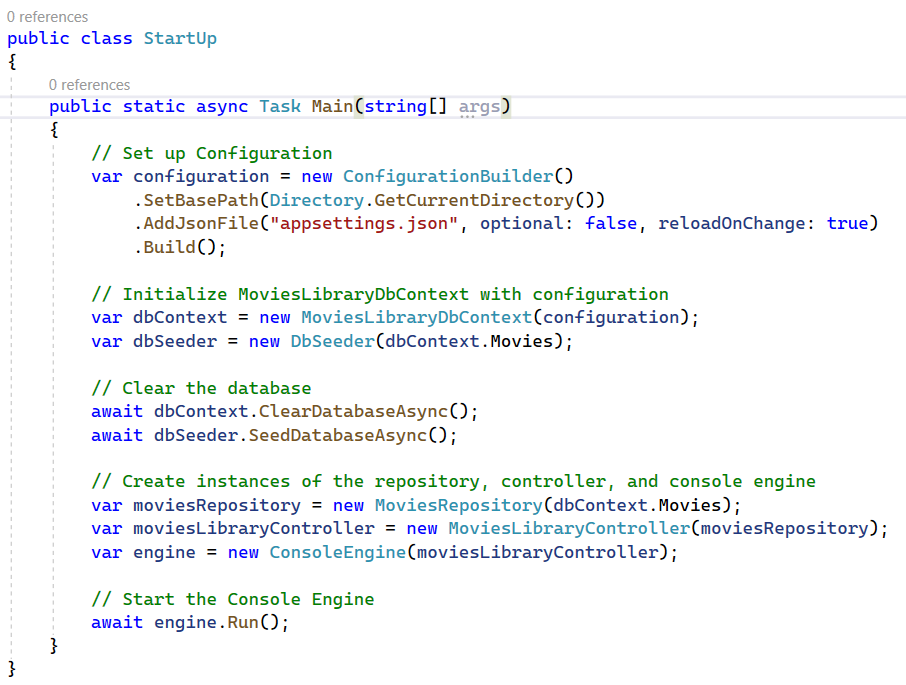 0 references
public class StartUp
{
0 references
public static async Task Main(string[] args)
{
// Set up Configuration
var configuration = new ConfigurationBuilder()
.SetBasePath(Directory.GetCurrentDirectory())
.AddJsonFile("appsettings.json", optional: false, reloadOnChange: true)
.Build();
// Initialize MoviesLibraryDbContext with configuration
var dbContext = new MoviesLibraryDbContext(configuration);
var dbSeeder = new DbSeeder(dbContext.Movies);
// Clear the database
await dbContext.ClearDatabaseAsync();
await dbSeeder.SeedDatabaseAsync();
// Create instances of the repository, controller, and console engine
var moviesRepository = new MoviesRepository(dbContext.Movies);
var moviesLibraryController = new MoviesLibraryController(moviesRepository);
var engine = new ConsoleEngine(moviesLibraryController);
// Start the Console Engine
await engine.Run();
}
}